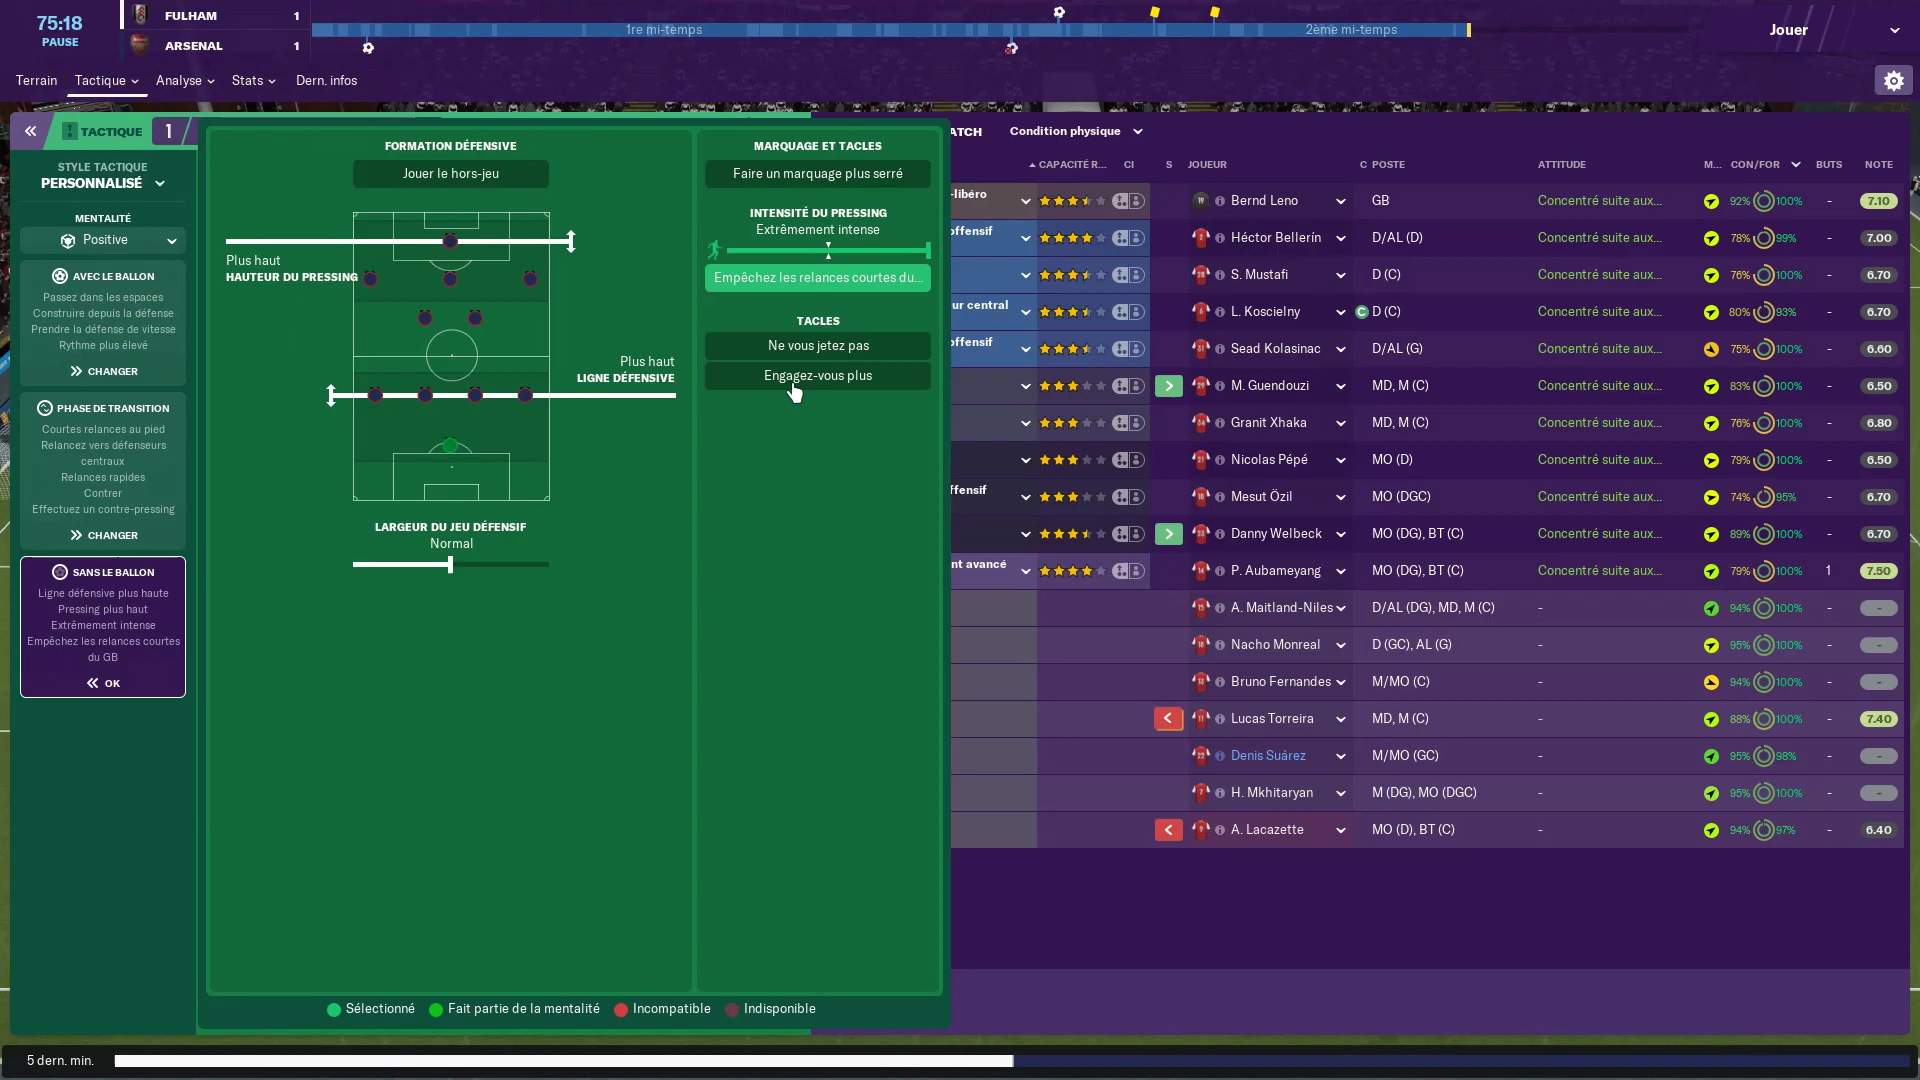 75:18
PAUSE
FULHAM 1
ARSENAL 1
1re mi-temps
2ème mi-temps
Jouer
Terrain Tactique Analyse Stats Dern. infos
TACTIQUE 1
STYLE TACTIQUE
PERSONNALISÉ
MENTALITÉ
Positive
AVEC LE BALLON
Passez dans les espaces
Construire depuis la défense
Prendre la défense de vitesse
Rythme plus élevé
CHANGER
PHASE DE TRANSITION
Courtes relances au pied
Relancez vers défenseurs
centraux
Relances rapides
Contrer
Effectuez un contre-pressing
CHANGER
SANS LE BALLON
Ligne défensive plus haute
Pressing plus haut
Extrêmement intense
Empêchez les relances courtes
du GB
OK
FORMATION DÉFENSIVE
Jouer le hors-jeu
Plus haut
HAUTEUR DU PRESSING
Plus haut
LIGNE DÉFENSIVE
LARGEUR DU JEU DÉFENSIF
Normal
MARQUAGE ET TACLES
Faire un marquage plus serré
INTENSITÉ DU PRESSING
Extrêmement intense
Empêchez les relances courtes du...
TACLES
Ne vous jetez pas
Engagez-vous plus
Sélectionné Fait partie de la mentalité Incompatible Indisponible
ATCH Condition physique
CAPACITÉ R... CI S JOUEUR C POSTE ATTITUDE M... CON/FOR BUTS NOTE
-libéro Bernd Leno GB Concentré suite aux... 92% 100% - 7.10
offensif Héctor Bellerín D/AL (D) Concentré suite aux... 78% 99% - 7.00
S. Mustafi D (C) Concentré suite aux... 76% 100% - 6.70
ur central L. Koscielny C D (C) Concentré suite aux... 80% 93% - 6.70
offensif Sead Kolasinac D/AL (G) Concentré suite aux... 75% 100% - 6.60
M. Guendouzi MD, M (C) Concentré suite aux... 83% 100% - 6.50
Granit Xhaka MD, M (C) Concentré suite aux... 76% 100% - 6.80
Nicolas Pépé MO (D) Concentré suite aux... 79% 100% - 6.50
ffensif Mesut Özil MO (DGC) Concentré suite aux... 74% 95% - 6.70
Danny Welbeck MO (DG), BT (C) Concentré suite aux... 89% 100% - 6.70
nt avancé P. Aubameyang MO (DG), BT (C) Concentré suite aux... 79% 100% 1 7.50
A. Maitland-Niles D/AL (DG), MD, M (C) - 94% 100% - -
Nacho Monreal D (GC), AL (G) - 95% 100% - -
Bruno Fernandes M/MO (C) - 94% 100% - -
Lucas Torreira MD, M (C) - 88% 100% - 7.40
Denis Suárez M/MO (GC) - 95% 98% - -
H. Mkhitaryan M (DG), MO (DGC) - 95% 100% - -
A. Lacazette MO (D), BT (C) - 94% 97% - 6.40
5 dern. min.